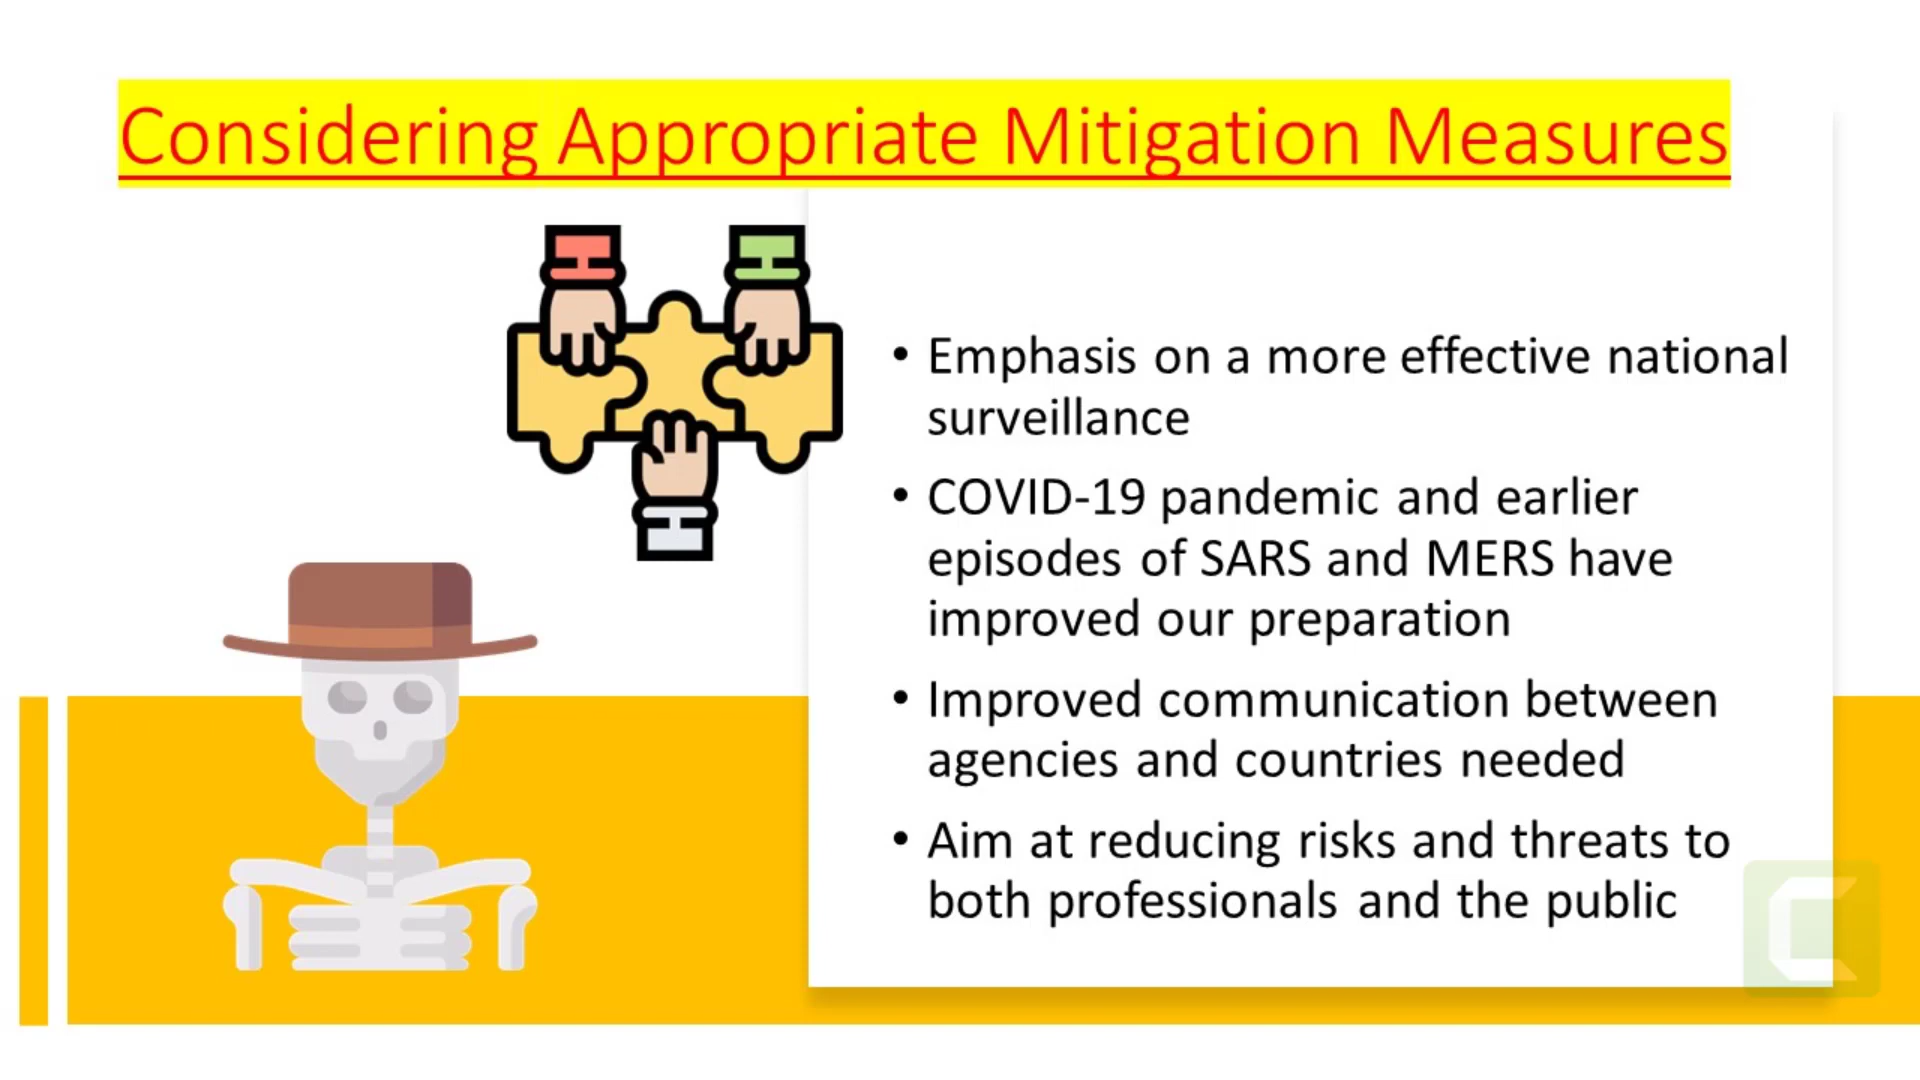 Considering Appropriate Mitigation Measures
• Emphasis on a more effective national
surveillance
• COVID-19 pandemic and earlier
episodes of SARS and MERS have
improved our preparation
• Improved communication between
agencies and countries needed
• Aim at reducing risks and threats to
both professionals and the public